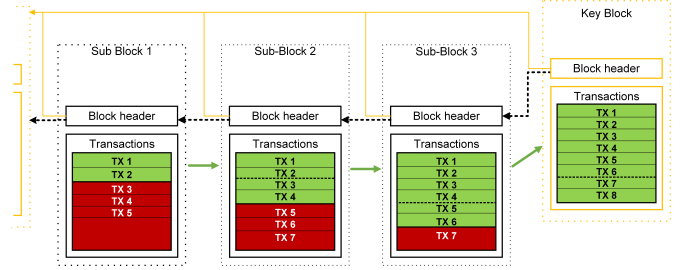 Key Block
Sub Block 1
Sub-Block 2
Sub-Block 3
Block header
Block header
Block header
Block header
Transactions
TX 1
TX 2
TX 3
TX 4
TX 5
Transactions
TX 1
TX 2
TX 3
TX 4
TX 5
TX 6
TX 7
Transactions
TX 1
TX 2
TX 3
TX 4
TX 5
TX 6
TX 7
Transactions
TX 1
TX 2
TX 3
TX 4
TX 5
TX 6
TX 7
TX 8